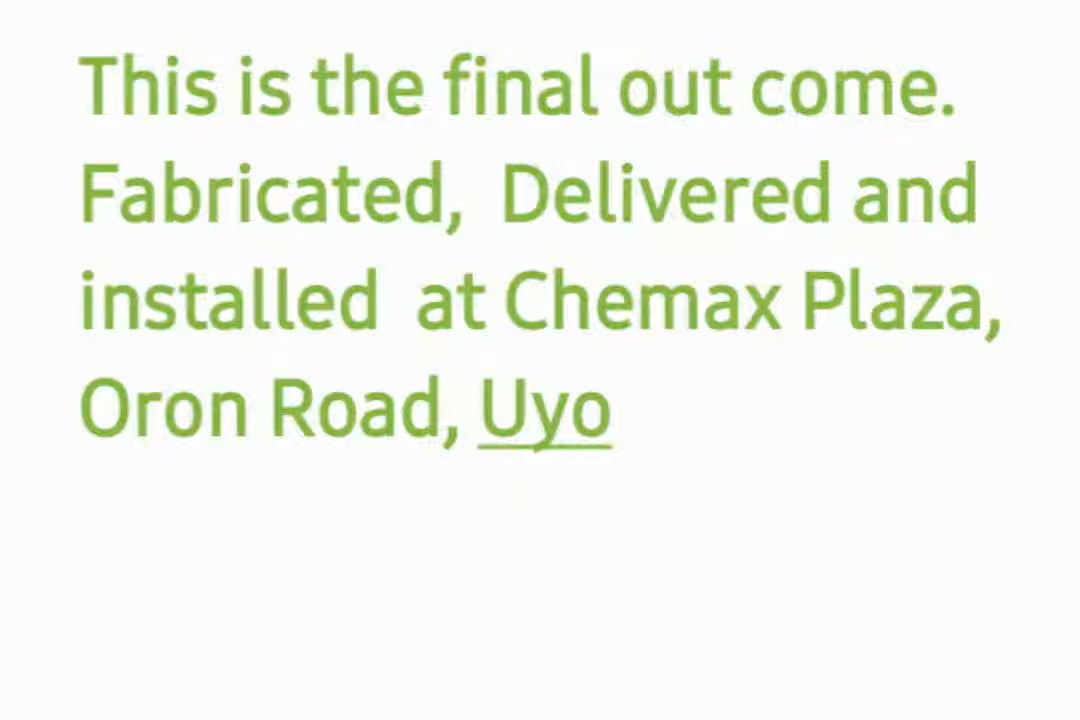 This is the final out come.
Fabricated,  Delivered and
installed  at Chemax Plaza,
Oron Road, Uyo